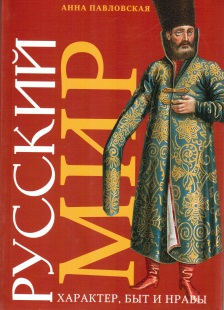 АННА ПАВЛОВСКАЯ
РУССКИЙ
МИР
ХАРАКТЕР, БЫТ И НРАВЫ